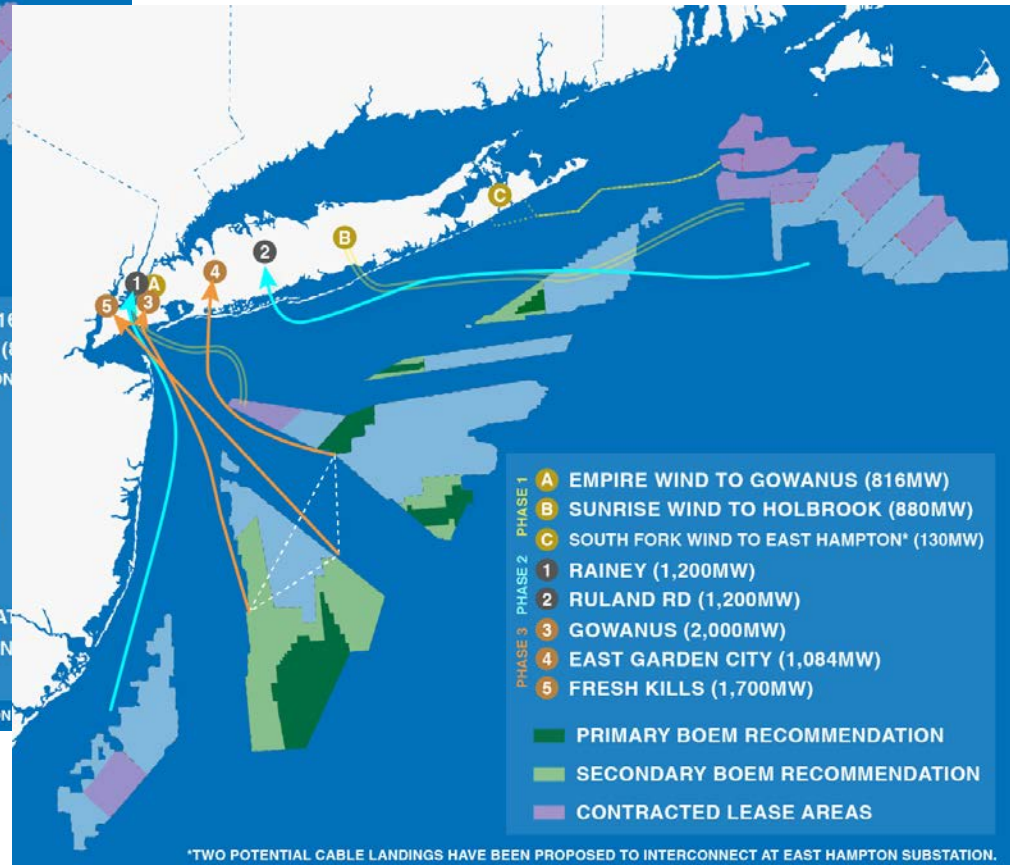 C
B
2
4
1 A
5 3
PHASE 1
A EMPIRE WIND TO GOWANUS (816MW)
B SUNRISE WIND TO HOLBROOK (880MW)
C SOUTH FORK WIND TO EAST HAMPTON* (130MW)
PHASE 2
1 RAINEY (1,200MW)
2 RULAND RD (1,200MW)
PHASE 3
3 GOWANUS (2,000MW)
4 EAST GARDEN CITY (1,084MW)
5 FRESH KILLS (1,700MW)
PRIMARY BOEM RECOMMENDATION
SECONDARY BOEM RECOMMENDATION
CONTRACTED LEASE AREAS
*TWO POTENTIAL CABLE LANDINGS HAVE BEEN PROPOSED TO INTERCONNECT AT EAST HAMPTON SUBSTATION.